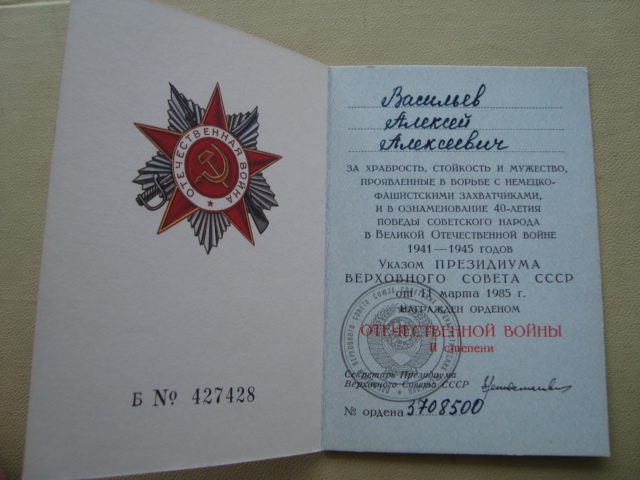 ОТЕЧЕСТВЕННАЯ ВОЙНА
Б № 427428
Васильев
Алексей
Алексеевич
ЗА ХРАБРОСТЬ, СТОЙКОСТЬ И МУЖЕСТВО,
ПРОЯВЛЕННЫЕ В БОРЬБЕ С НЕМЕЦКО-
ФАШИСТСКИМИ ЗАХВАТЧИКАМИ,
И В ОЗНАМЕНОВАНИЕ 40-ЛЕТИЯ
ПОБЕДЫ СОВЕТСКОГО НАРОДА
В ВЕЛИКОЙ ОТЕЧЕСТВЕННОЙ ВОЙНЕ
1941—1945 ГОДОВ
УКАЗОМ ПРЕЗИДИУМА
ВЕРХОВНОГО СОВЕТА СССР
от 11 марта 1985 г.
НАГРАЖДЕН ОРДЕНОМ
ОТЕЧЕСТВЕННОЙ ВОЙНЫ
II степени
Секретарь Президиума
Верховного Совета СССР
№ ордена 3708500